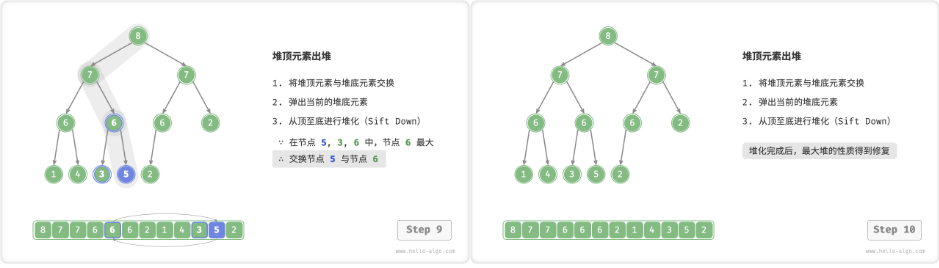 8
7 7
6 6 6 2
1 4 3 5 2
8 7 7 6 6 6 2 1 4 3 5 2
堆顶元素出堆
1. 将堆顶元素与堆底元素交换
2. 弹出当前的堆底元素
3. 从顶至底进行堆化（Sift Down）
∵ 在节点 5, 3, 6 中，节点 6 最大
∴ 交换节点 5 与节点 6
Step 9
www.hello-algo.com
8
7 7
6 6 6 2
1 4 3 5 2
8 7 7 6 6 6 2 1 4 3 5 2
堆顶元素出堆
1. 将堆顶元素与堆底元素交换
2. 弹出当前的堆底元素
3. 从顶至底进行堆化（Sift Down）
堆化完成后，最大堆的性质得到修复
Step 10
www.hello-algo.com